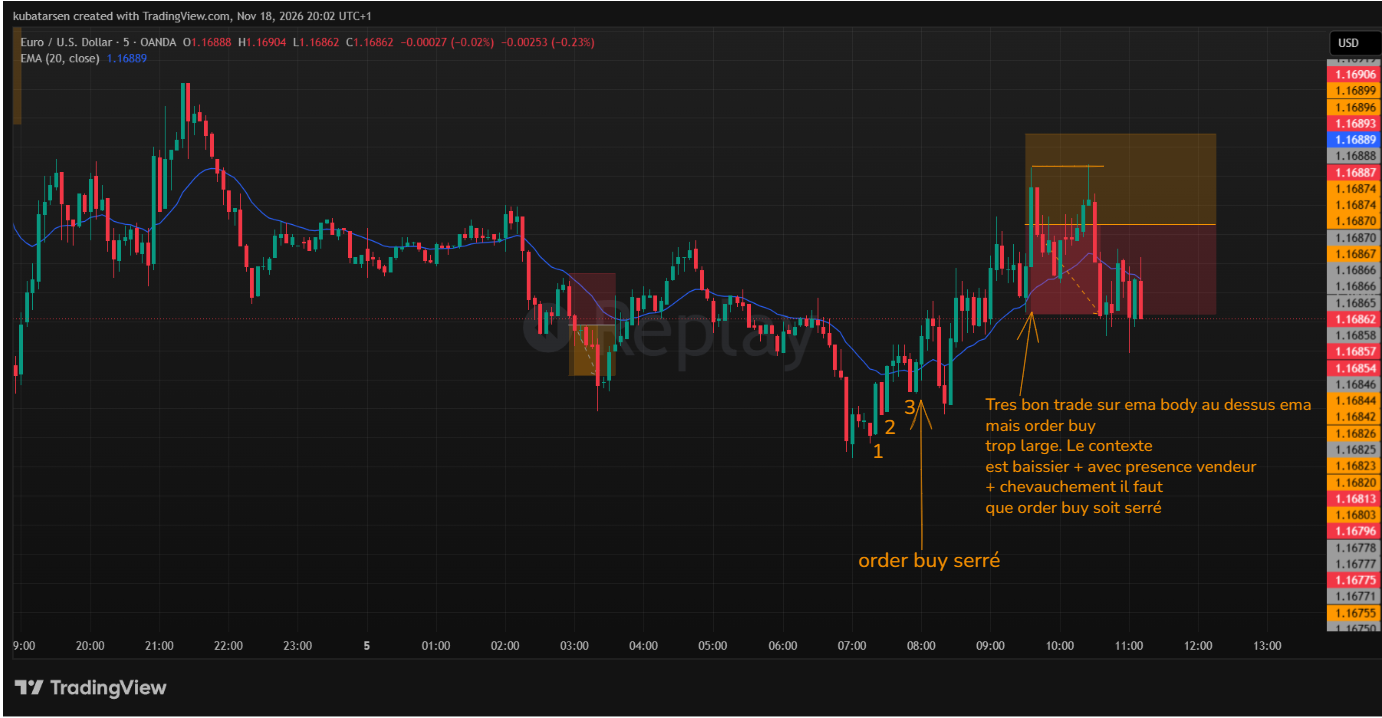 kubatarsen created with TradingView.com, Nov 18, 2026 20:02 UTC+1
Euro / U.S. Dollar · 5 · OANDA O1.16888 H1.16904 L1.16862 C1.16862 −0.00027 (−0.02%) −0.00253 (−0.23%)
EMA (20, close) 1.16889
USD
1.16906
1.16899
1.16896
1.16893
1.16889
1.16888
1.16887
1.16874
1.16874
1.16870
1.16870
1.16867
1.16866
1.16866
1.16865
1.16862
1.16858
1.16857
1.16854
1.16846
1.16844
1.16842
1.16826
1.16825
1.16823
1.16820
1.16813
1.16803
1.16796
1.16778
1.16777
1.16775
1.16771
1.16755
1.16750
Replay
3
2
1
Tres bon trade sur ema body au dessus ema
mais order buy
trop large. Le contexte
est baissier + avec presence vendeur
+ chevauchement il faut
que order buy soit serré
order buy serré
9:00 20:00 21:00 22:00 23:00 5 01:00 02:00 03:00 04:00 05:00 06:00 07:00 08:00 09:00 10:00 11:00 12:00 13:00
TradingView